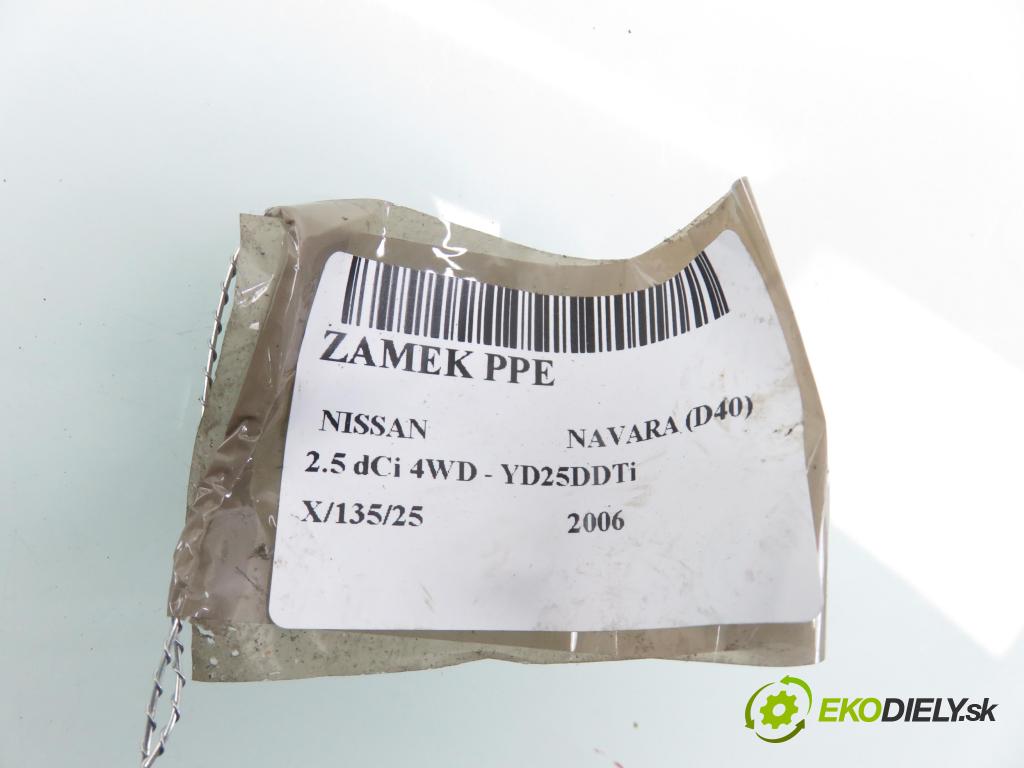 ZAMEK PPE
NISSAN NAVARA (D40)
2.5 dCi 4WD - YD25DDTi
X/135/25 2006
EKODIELY.sk